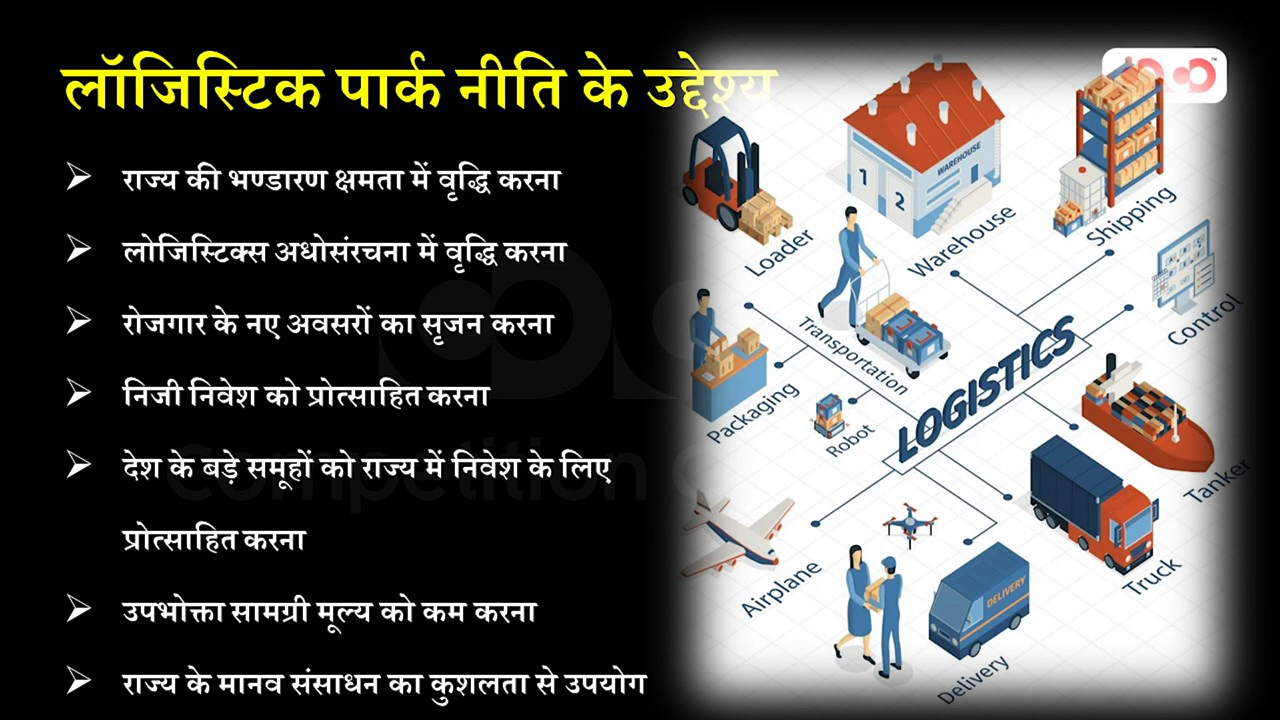 लॉजिस्टिक पार्क नीति के उद्देश्य
राज्य की भण्डारण क्षमता में वृद्धि करना
लोजिस्टिक्स अधोसंरचना में वृद्धि करना
रोजगार के नए अवसरों का सृजन करना
निजी निवेश को प्रोत्साहित करना
देश के बड़े समूहों को राज्य में निवेश के लिए
प्रोत्साहित करना
उपभोक्ता सामग्री मूल्य को कम करना
राज्य के मानव संसाधन का कुशलता से उपयोग
Competition
WAREHOUSE
1 2
Loader
Warehouse
Shipping
Control
Transportation
Packaging
Robot
LOGISTICS
Tanker
Truck
Airplane
DELIVERY
Delivery